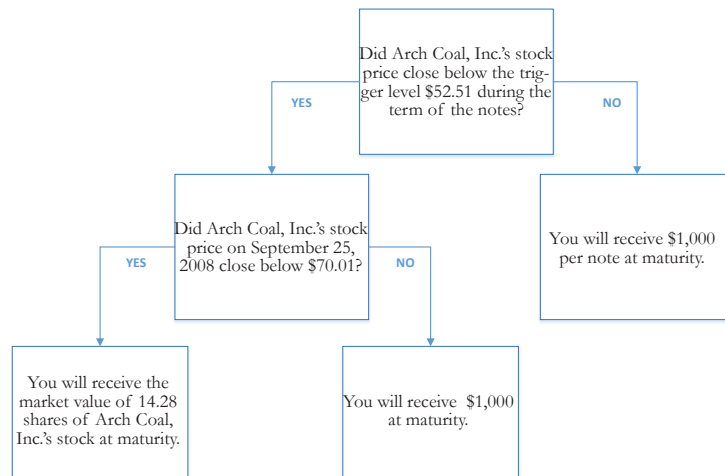 Did Arch Coal, Inc.'s stock
price close below the trig-
ger level $52.51 during the
term of the notes?
YES
NO
Did Arch Coal, Inc.'s stock
price on September 25,
2008 close below $70.01?
You will receive $1,000
per note at maturity.
YES
NO
You will receive the
market value of 14.28
shares of Arch Coal,
Inc.'s stock at maturity.
You will receive $1,000
at maturity.